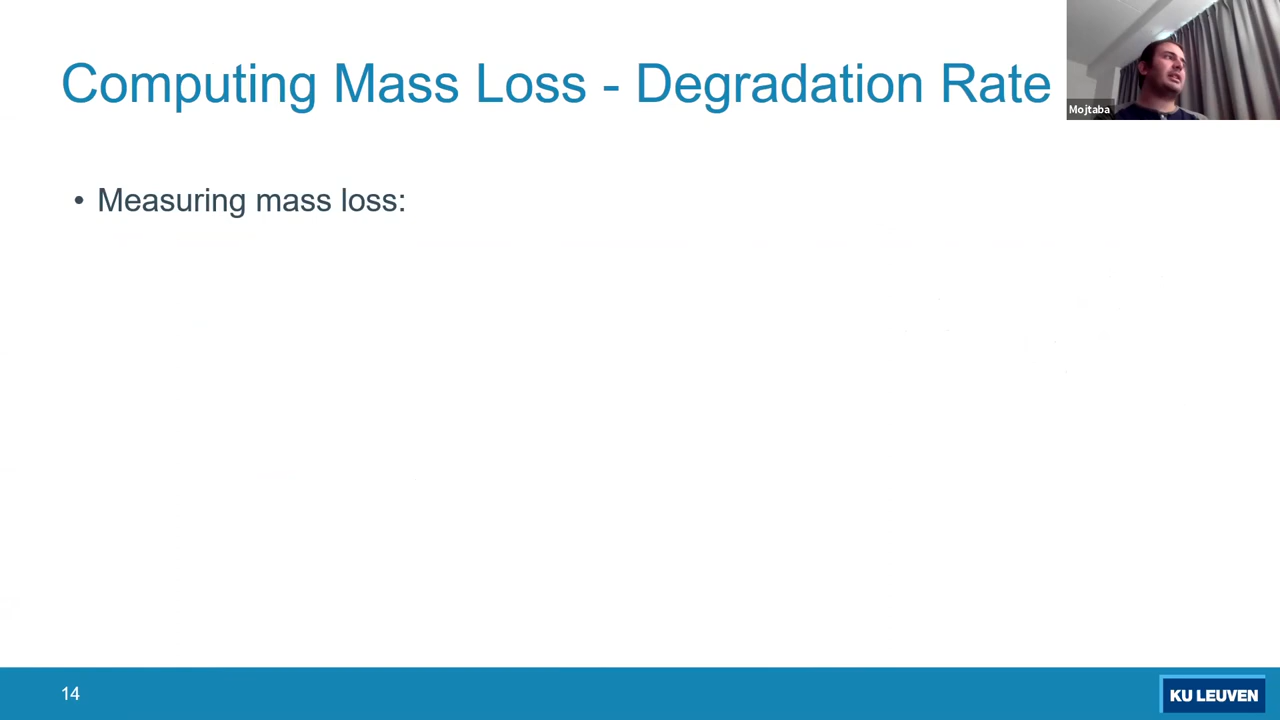 Computing Mass Loss - Degradation Rate
Mojtaba
• Measuring mass loss:
14
KU LEUVEN